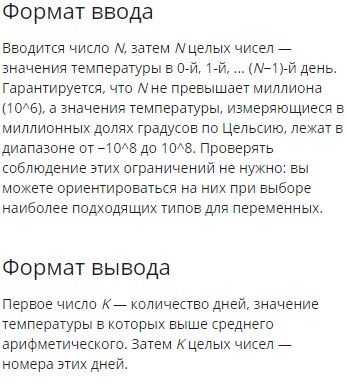 Формат ввода
Вводится число N, затем N целых чисел —
значения температуры в 0-й, 1-й, ... (N−1)-й день.
Гарантируется, что N не превышает миллиона
(10^6), а значения температуры, измеряющиеся в
миллионных долях градусов по Цельсию, лежат в
диапазоне от −10^8 до 10^8. Проверять
соблюдение этих ограничений не нужно: вы
можете ориентироваться на них при выборе
наиболее подходящих типов для переменных.
Формат вывода
Первое число K — количество дней, значение
температуры в которых выше среднего
арифметического. Затем K целых чисел —
номера этих дней.